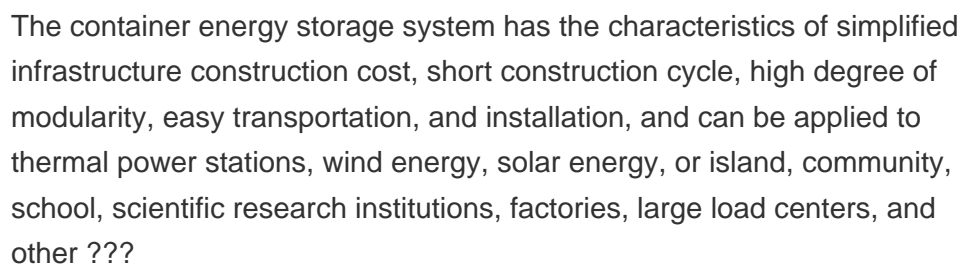 The container energy storage system has the characteristics of simplified
infrastructure construction cost, short construction cycle, high degree of
modularity, easy transportation, and installation, and can be applied to
thermal power stations, wind energy, solar energy, or island, community,
school, scientific research institutions, factories, large load centers, and
other ???